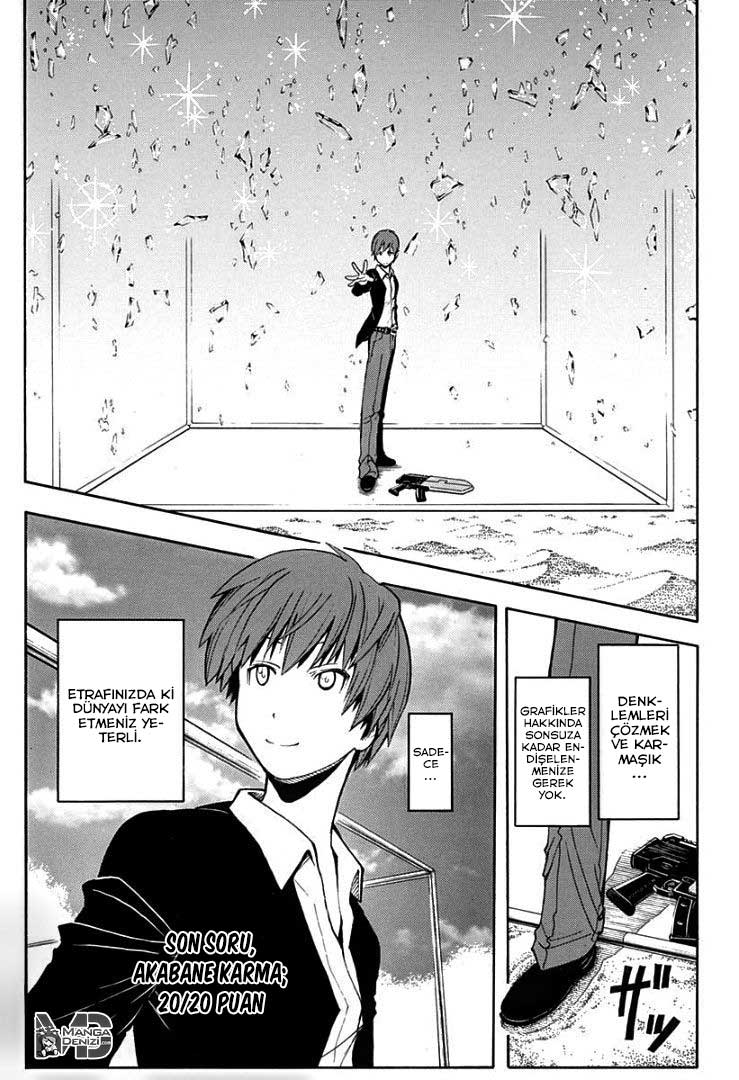 DENK-
LEMLERİ
ÇÖZMEK
VE KAR-
MAŞIK
...
GRAFİKLER
HAKKINDA
SONSUZA
KADAR EN-
DİŞELEN-
MENİZE
GEREK
YOK.
ザッ
SADE-
CE
...
ETRAFINIZDA Kİ
DÜNYAYI FARK
ETMENİZ YE-
TERLİ.
SON SORU,
AKABANE KARMA;
20/20 PUAN
MANGA
DENİZİ.com